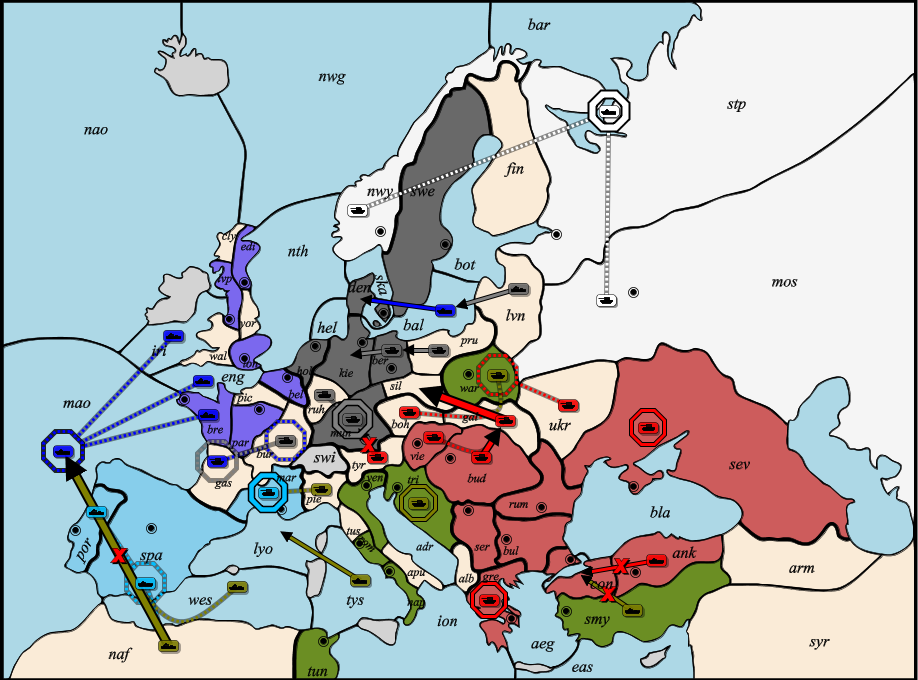 bar
nwg
stp
nao
fin
nwy
swe
cly
edi
nth
bot
mos
lvp
den
ska
lvn
hel
bal
yor
iri
wal
lon
hol
kie
ber
pru
sil
war
eng
mao
pic
bel
ruh
bre
par
mun
boh
gal
ukr
bur
swi
tyr
vie
bud
sev
gas
mar
pie
ven
tri
rum
bla
por
spa
lyo
tus
rom
adr
ser
bul
ank
apu
alb
gre
con
arm
wes
tys
nap
ion
smy
naf
tun
aeg
eas
syr